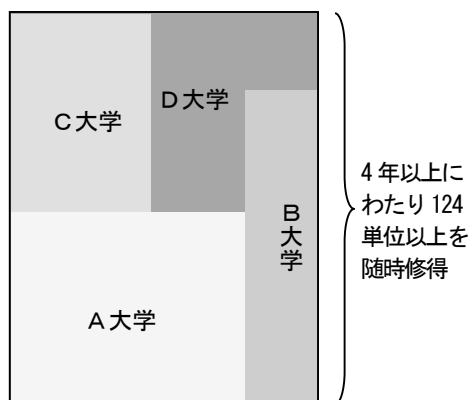 C大学
D大学
B大学
A大学
4年以上に
わたり124
単位以上を
随時修得